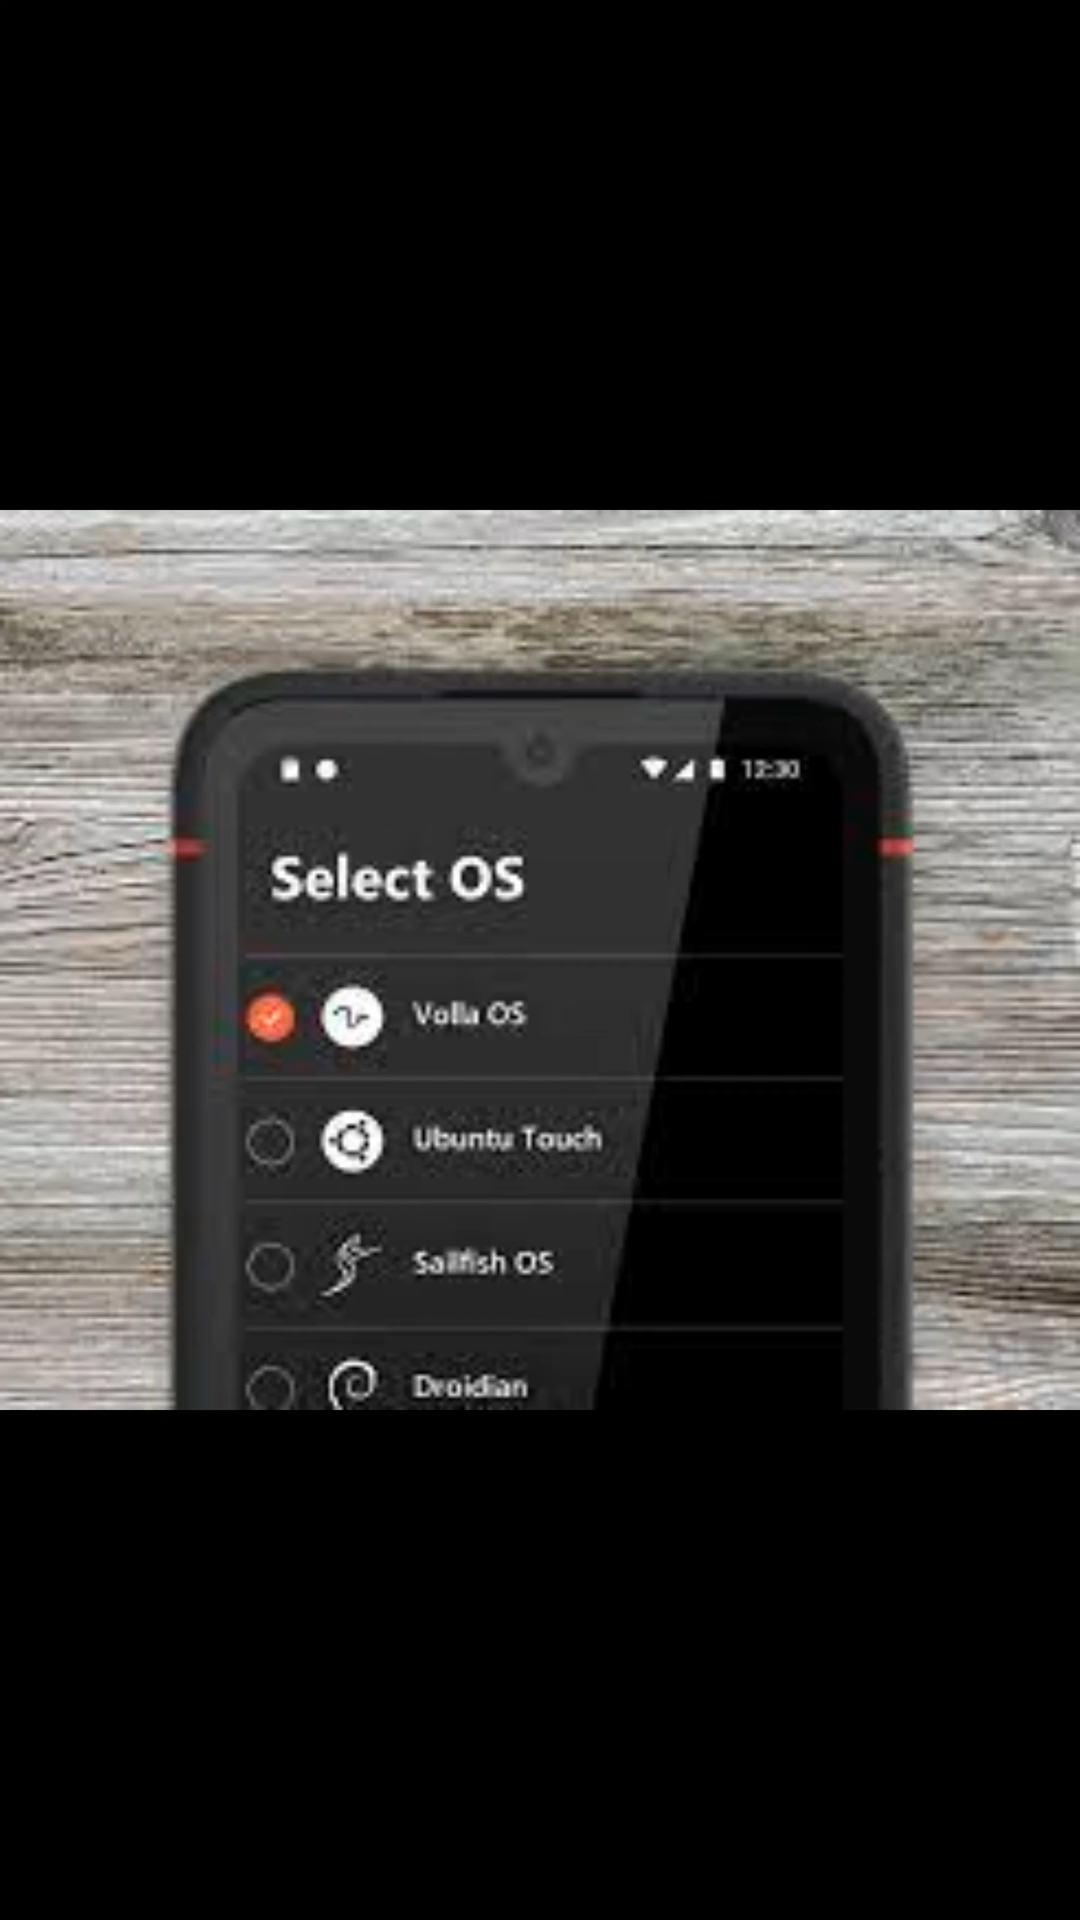 12:30
Select OS
Volla OS
Ubuntu Touch
Sailfish OS
Droidian